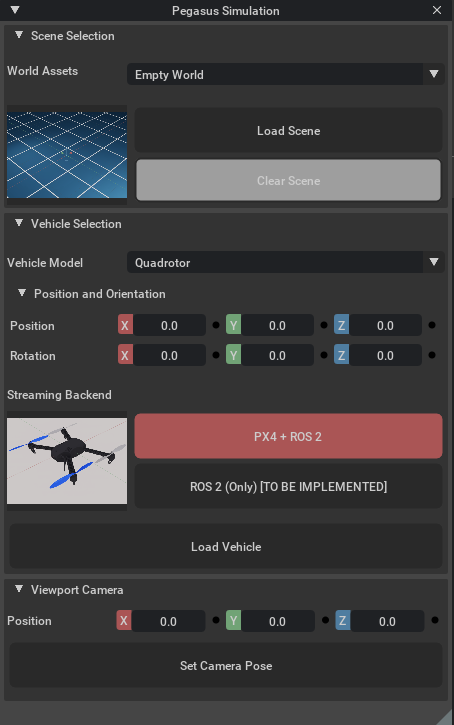 Pegasus Simulation
Scene Selection
World Assets
Empty World
Load Scene
Clear Scene
Vehicle Selection
Vehicle Model
Quadrotor
Position and Orientation
Position X 0.0 Y 0.0 Z 0.0
Rotation X 0.0 Y 0.0 Z 0.0
Streaming Backend
PX4 + ROS 2
ROS 2 (Only) [TO BE IMPLEMENTED]
Load Vehicle
Viewport Camera
Position X 0.0 Y 0.0 Z 0.0
Set Camera Pose